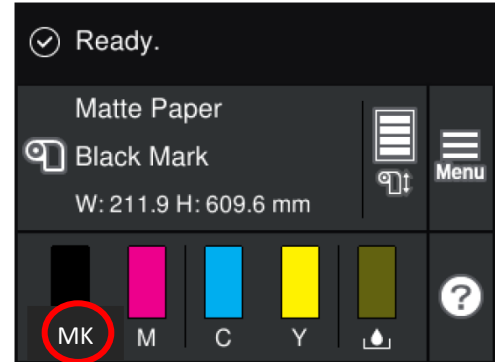 Ready.
Matte Paper
Black Mark
W: 211.9 H: 609.6 mm
Menu
MK M C Y
?